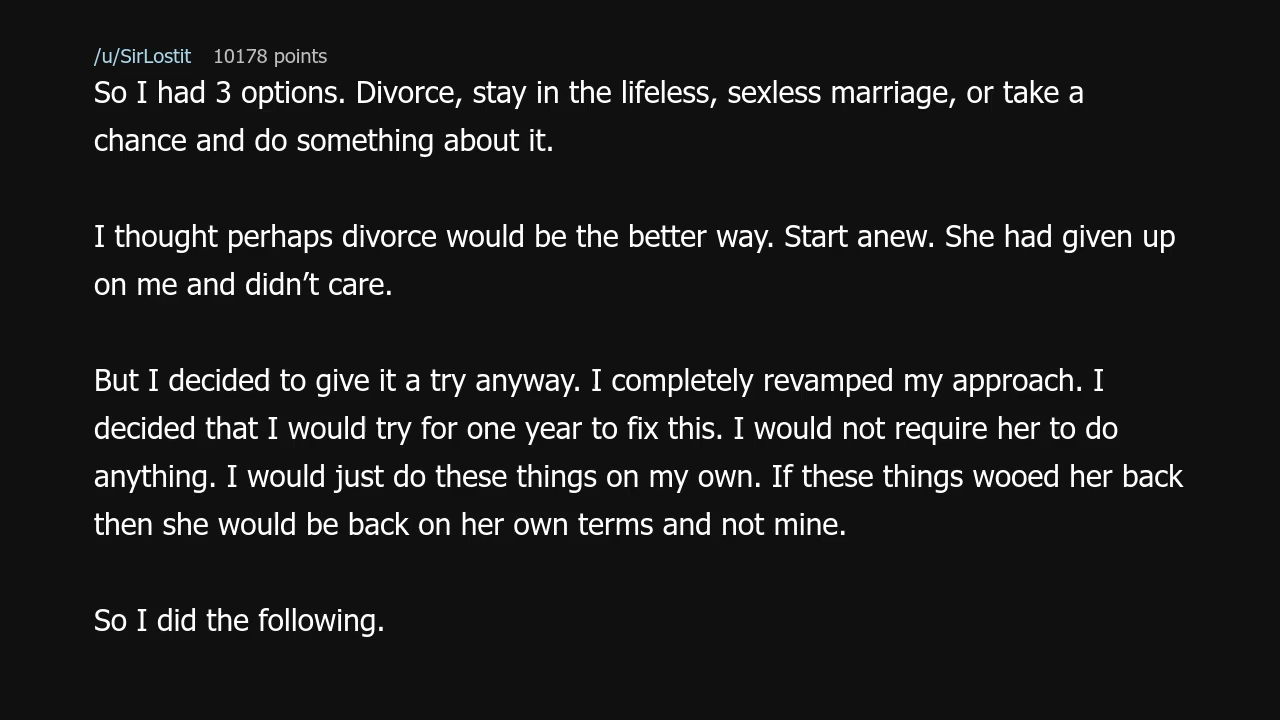 /u/SirLostit 10178 points
So I had 3 options. Divorce, stay in the lifeless, sexless marriage, or take a
chance and do something about it.
I thought perhaps divorce would be the better way. Start anew. She had given up
on me and didn’t care.
But I decided to give it a try anyway. I completely revamped my approach. I
decided that I would try for one year to fix this. I would not require her to do
anything. I would just do these things on my own. If these things wooed her back
then she would be back on her own terms and not mine.
So I did the following.